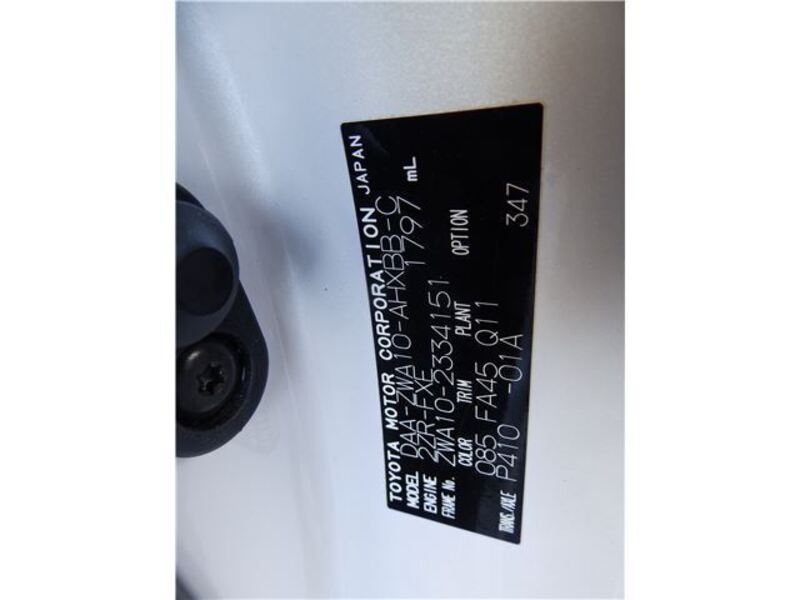 TOYOTA MOTOR CORPORATION JAPAN
MODEL DAA-ZWA10-AHXBB-C
ENGINE 2ZR-FXE 1797 mL
FRAME No. ZWA10-2334151
COLOR TRIM PLANT OPTION
085 FA45 Q11
TRANS./AXLE P410 -01A 347